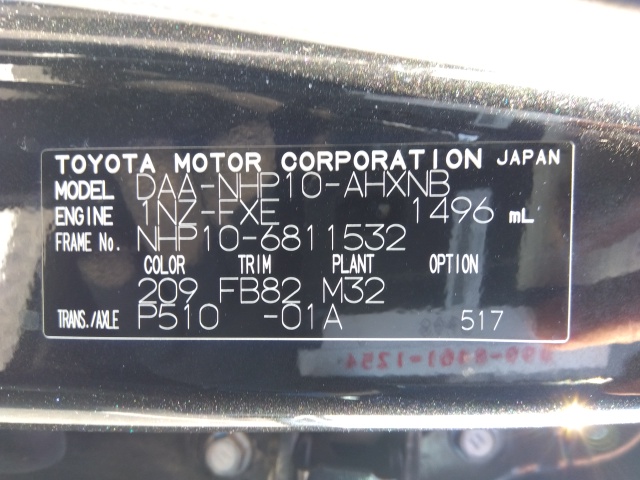 TOYOTA MOTOR CORPORATION JAPAN
MODEL DAA-NHP10-AHXNB
ENGINE 1NZ-FXE 1496 mL
FRAME No. NHP10-6811532
COLOR TRIM PLANT OPTION
209 FB82 M32
TRANS./AXLE P510 -01A 517